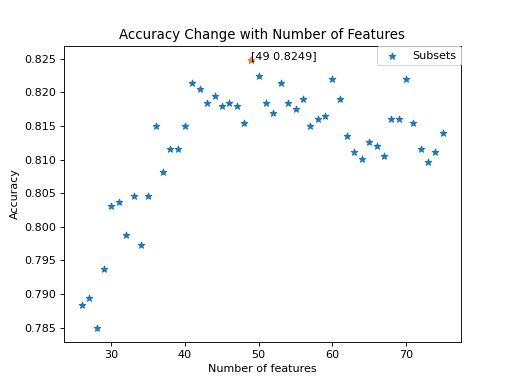 Accuracy Change with Number of Features
[49 0.8249]
Subsets
0.825
0.820
0.815
0.810
0.805
0.800
0.795
0.790
0.785
Accuracy
30 40 50 60 70
Number of features